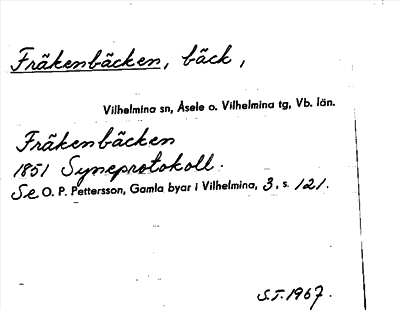 Fräkenbäcken, bäck,
Vilhelmina sn, Åsele o. Vilhelmina tg, Vb. län.
Fräkenbäcken
1851 Syneprotokoll.
Se O. P. Pettersson, Gamla byar i Vilhelmina, 3, s. 121.
S.T. 1967.